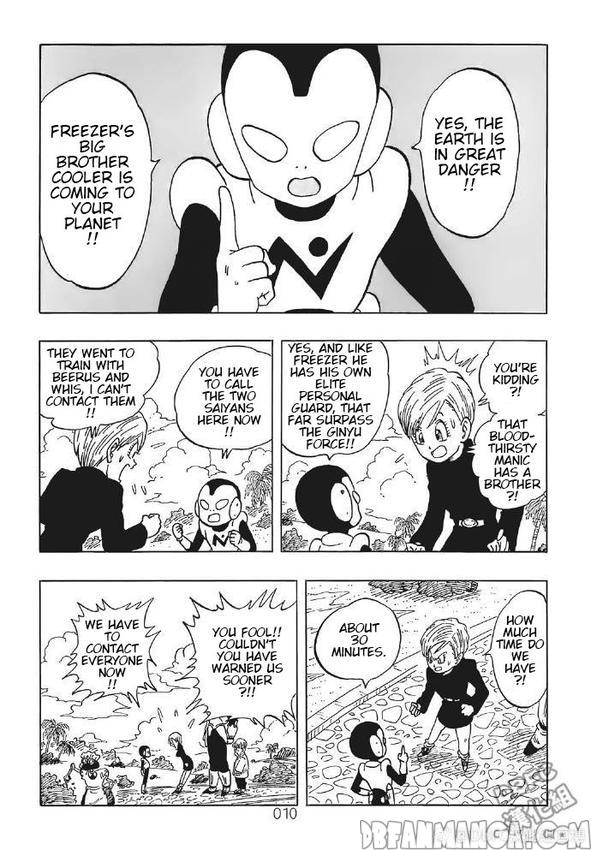 YES, THE
EARTH IS
IN GREAT
DANGER
!!
FREEZER'S
BIG
BROTHER
COOLER IS
COMING TO
YOUR
PLANET
!!
YOU'RE
KIDDING
?!
THAT
BLOOD-
THIRSTY
MANIC
HAS A
BROTHER
?!
YES, AND LIKE
FREEZER HE
HAS HIS OWN
ELITE
PERSONAL
GUARD, THAT
FAR SURPASS
THE GINYU
FORCE!!
YOU HAVE
TO CALL
THE TWO
SAIYANS
HERE NOW
!!
THEY WENT
TO TRAIN
WITH
BEERUS AND
WHIS, I CAN'T
CONTACT THEM
!!
HOW
MUCH
TIME DO
WE
HAVE?!
ABOUT
30
MINUTES.
YOU FOOL!!
COULDN'T
YOU HAVE
WARNED US
SOONER
?!!
WE HAVE
TO
CONTACT
EVERYONE
NOW
!!
010
DBFANMANGA.COM